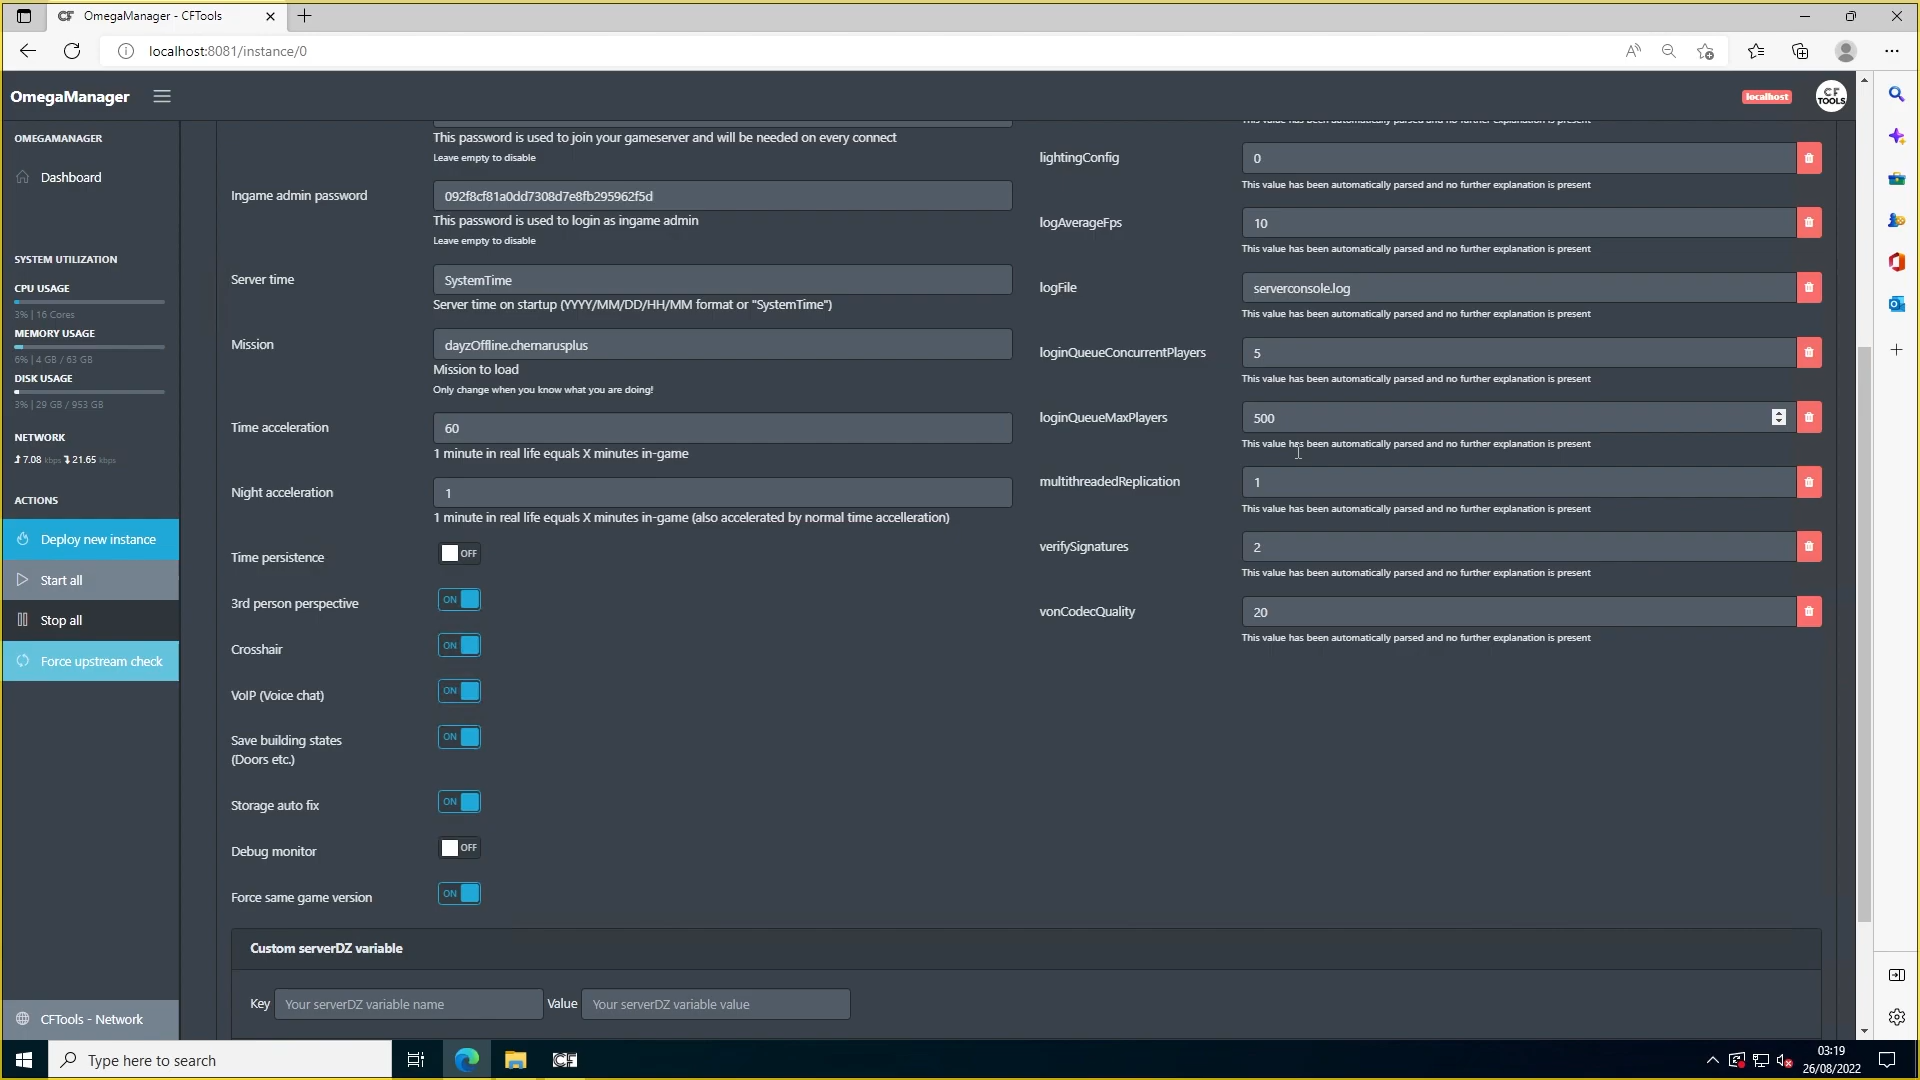 OmegaManager - CFTools
localhost:8081/instance/0
OmegaManager
localhost
CF TOOLS
OMEGAMANAGER
Dashboard
SYSTEM UTILIZATION
CPU USAGE
3% | 16 Cores
MEMORY USAGE
6% | 4 GB / 63 GB
DISK USAGE
3% | 29 GB / 953 GB
NETWORK
7.08 kbps 21.65 kbps
ACTIONS
Deploy new instance
Start all
Stop all
Force upstream check
CFTools - Network
This password is used to join your gameserver and will be needed on every connect
Leave empty to disable
Ingame admin password
092f8cf81a0dd7308d7e8fb295962f5d
This password is used to login as ingame admin
Leave empty to disable
Server time
SystemTime
Server time on startup (YYYY/MM/DD/HH/MM format or "SystemTime")
Mission
dayzOffline.chernarusplus
Mission to load
Only change when you know what you are doing!
Time acceleration
60
1 minute in real life equals X minutes in-game
Night acceleration
1
1 minute in real life equals X minutes in-game (also accelerated by normal time accelleration)
Time persistence
OFF
3rd person perspective
ON
Crosshair
ON
VoIP (Voice chat)
ON
Save building states
(Doors etc.)
ON
Storage auto fix
ON
Debug monitor
OFF
Force same game version
ON
This value has been automatically parsed and no further explanation is present
lightingConfig
0
This value has been automatically parsed and no further explanation is present
logAverageFps
10
This value has been automatically parsed and no further explanation is present
logFile
serverconsole.log
This value has been automatically parsed and no further explanation is present
loginQueueConcurrentPlayers
5
This value has been automatically parsed and no further explanation is present
loginQueueMaxPlayers
500
This value has been automatically parsed and no further explanation is present
multithreadedReplication
1
This value has been automatically parsed and no further explanation is present
verifySignatures
2
This value has been automatically parsed and no further explanation is present
vonCodecQuality
20
This value has been automatically parsed and no further explanation is present
Custom serverDZ variable
Key Your serverDZ variable name Value Your serverDZ variable value
Type here to search
CF
03:19
26/08/2022